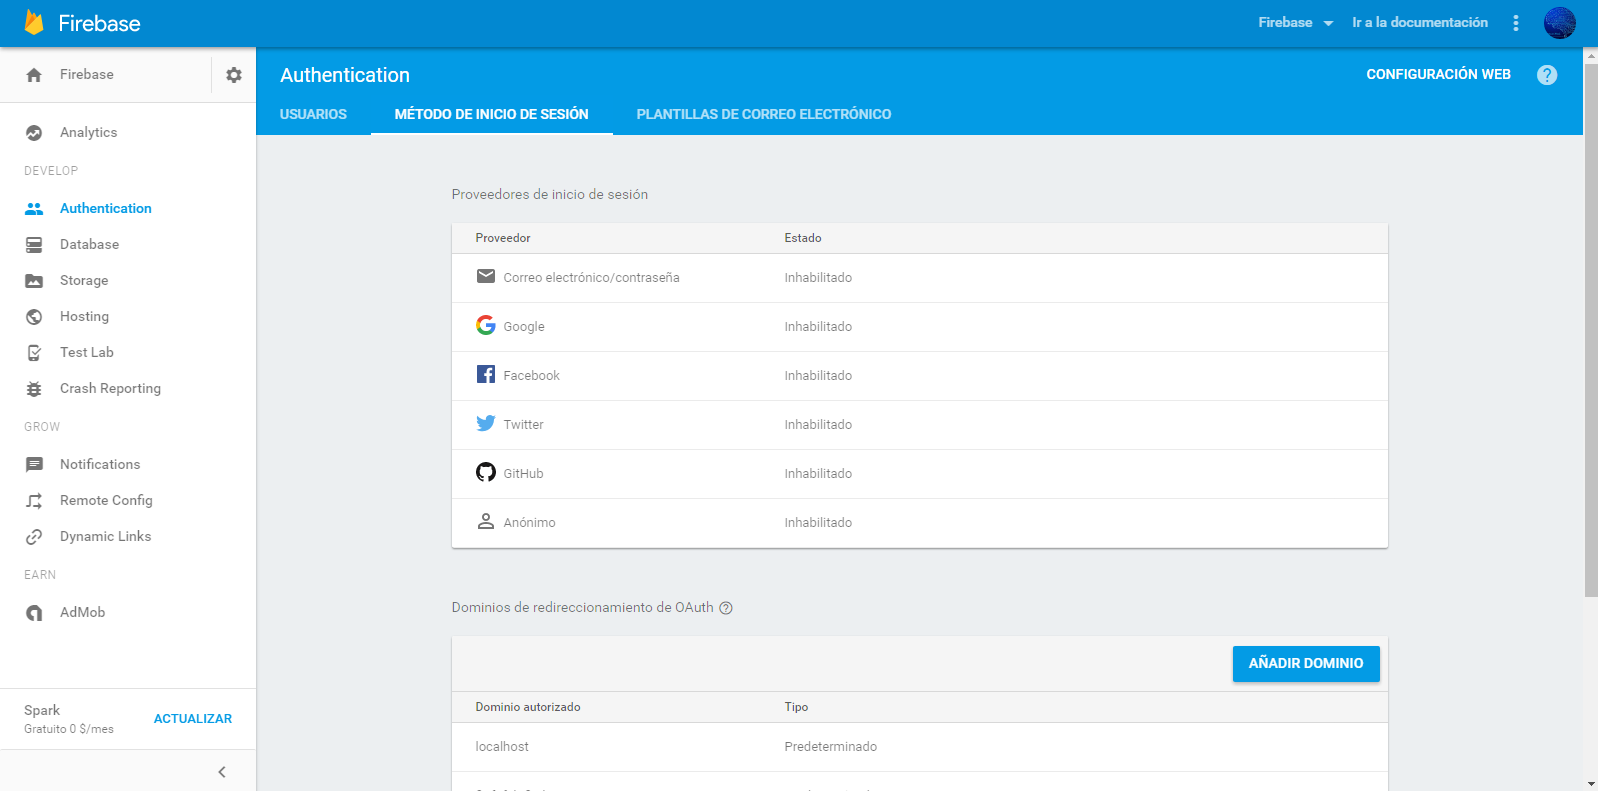 Firebase
Firebase
Ir a la documentación
Firebase
Analytics
DEVELOP
Authentication
Database
Storage
Hosting
Test Lab
Crash Reporting
GROW
Notifications
Remote Config
Dynamic Links
EARN
AdMob
Spark
Gratuito 0 $/mes
ACTUALIZAR
Authentication
CONFIGURACIÓN WEB
USUARIOS
MÉTODO DE INICIO DE SESIÓN
PLANTILLAS DE CORREO ELECTRÓNICO
Proveedores de inicio de sesión
Proveedor Estado
Correo electrónico/contraseña Inhabilitado
Google Inhabilitado
Facebook Inhabilitado
Twitter Inhabilitado
GitHub Inhabilitado
Anónimo Inhabilitado
Dominios de redireccionamiento de OAuth
AÑADIR DOMINIO
Dominio autorizado Tipo
localhost Predeterminado